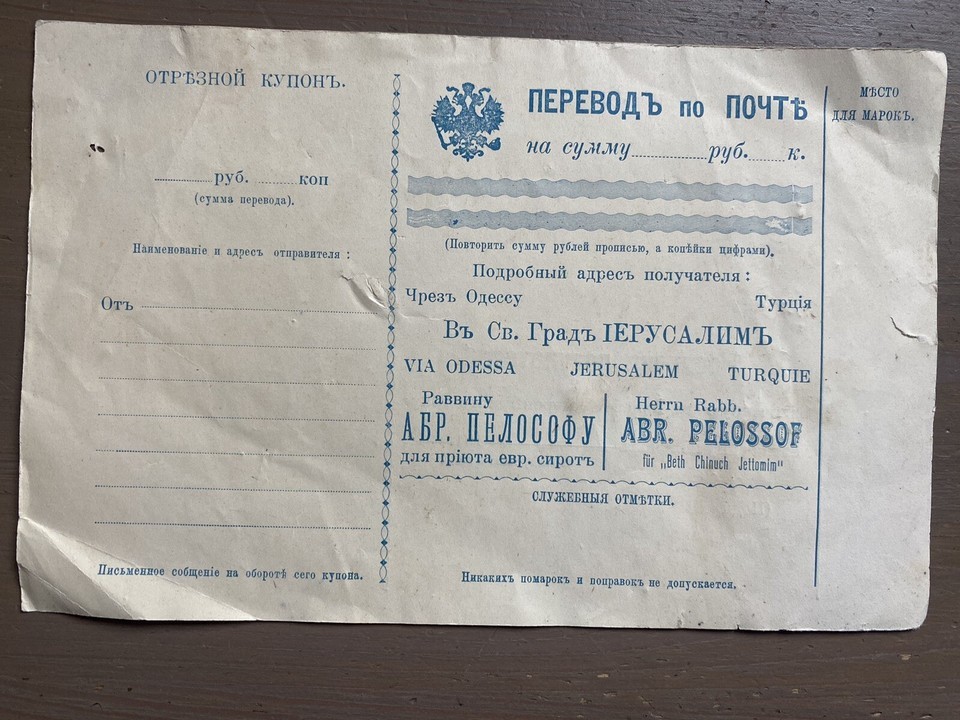 ОТРѢЗНОЙ КУПОНЪ.
............руб. .........коп
(сумма перевода).
Наименованіе и адресъ отправителя :
Отъ
Письменное собщеніе на оборотѣ сего купона.
ПЕРЕВОДЪ по ПОЧТѢ
на сумму...............руб.......к.
(Повторить сумму рублей прописью, а копѣйки цифрами).
Подробный адресъ получателя :
Чрезъ Одессу Турція
Въ Св. Градъ ІЕРУСАЛИМЪ
VIA ODESSA JERUSALEM TURQUIE
Раввину
АБР. ПЕЛОСОФУ
для пріюта евр. сиротъ
Herrn Rabb.
ABR. PELOSSOF
für „Beth Chinuch Jettomim"
СЛУЖЕБНЫЯ ОТМѢТКИ.
Никакихъ помарокъ и поправокъ не допускается.
МѢСТО
ДЛЯ МАРОКЪ.